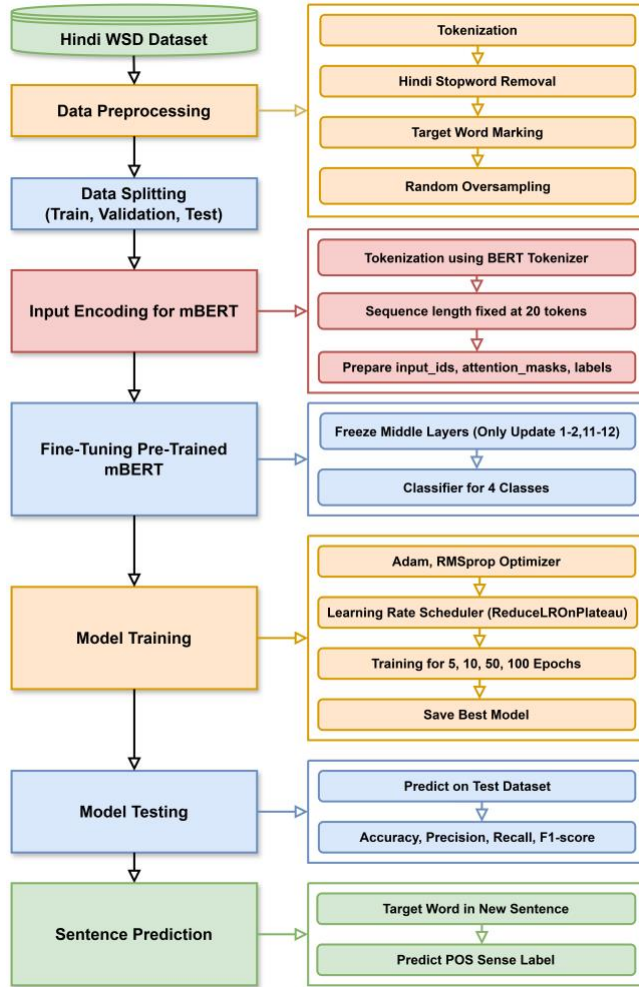 Hindi WSD Dataset
Data Preprocessing
Tokenization
Hindi Stopword Removal
Target Word Marking
Random Oversampling
Data Splitting
(Train, Validation, Test)
Input Encoding for mBERT
Tokenization using BERT Tokenizer
Sequence length fixed at 20 tokens
Prepare input_ids, attention_masks, labels
Fine-Tuning Pre-Trained
mBERT
Freeze Middle Layers (Only Update 1-2,11-12)
Classifier for 4 Classes
Model Training
Adam, RMSprop Optimizer
Learning Rate Scheduler (ReduceLROnPlateau)
Training for 5, 10, 50, 100 Epochs
Save Best Model
Model Testing
Predict on Test Dataset
Accuracy, Precision, Recall, F1-score
Sentence Prediction
Target Word in New Sentence
Predict POS Sense Label